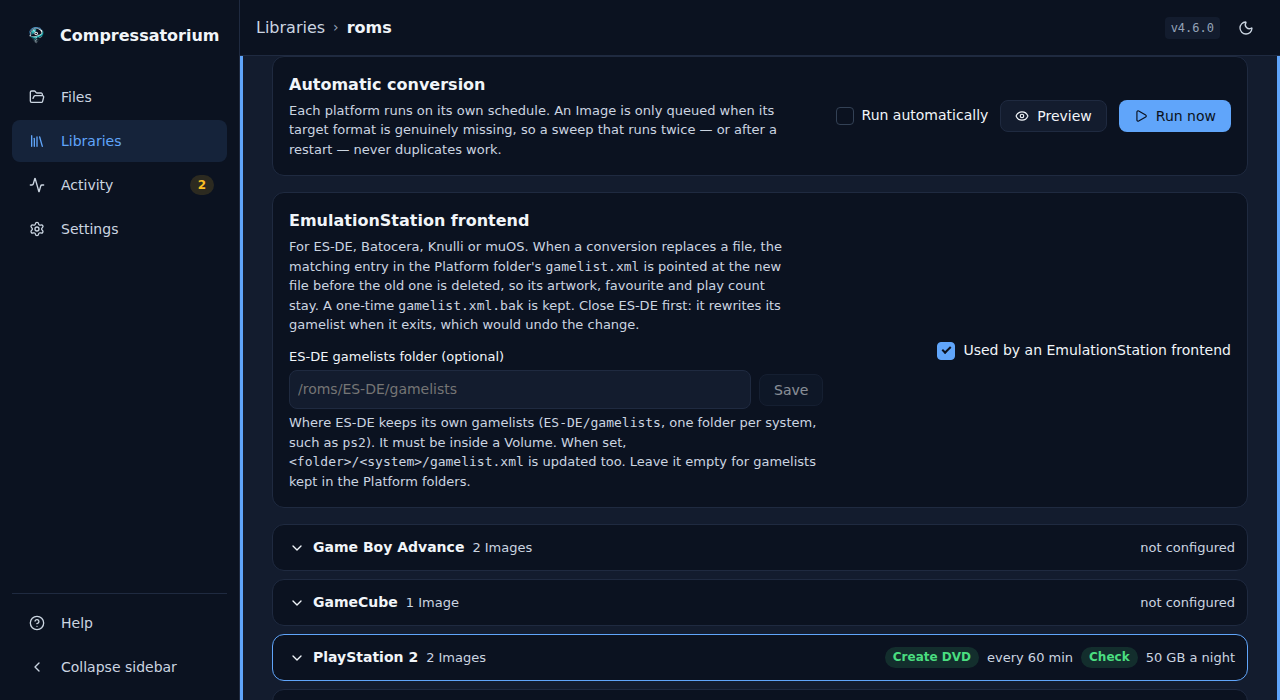 Compressatorium
Files
Libraries
Activity 2
Settings
Help
Collapse sidebar
Libraries › roms
v4.6.0
Automatic conversion
Each platform runs on its own schedule. An Image is only queued when its
target format is genuinely missing, so a sweep that runs twice — or after a
restart — never duplicates work.
Run automatically
Preview
Run now
EmulationStation frontend
For ES-DE, Batocera, Knulli or muOS. When a conversion replaces a file, the
matching entry in the Platform folder's gamelist.xml is pointed at the new
file before the old one is deleted, so its artwork, favourite and play count
stay. A one-time gamelist.xml.bak is kept. Close ES-DE first: it rewrites its
gamelist when it exits, which would undo the change.
ES-DE gamelists folder (optional)
/roms/ES-DE/gamelists
Save
Where ES-DE keeps its own gamelists (ES-DE/gamelists, one folder per system,
such as ps2). It must be inside a Volume. When set,
<folder>/<system>/gamelist.xml is updated too. Leave it empty for gamelists
kept in the Platform folders.
Used by an EmulationStation frontend
Game Boy Advance 2 Images not configured
GameCube 1 Image not configured
PlayStation 2 2 Images Create DVD every 60 min Check 50 GB a night